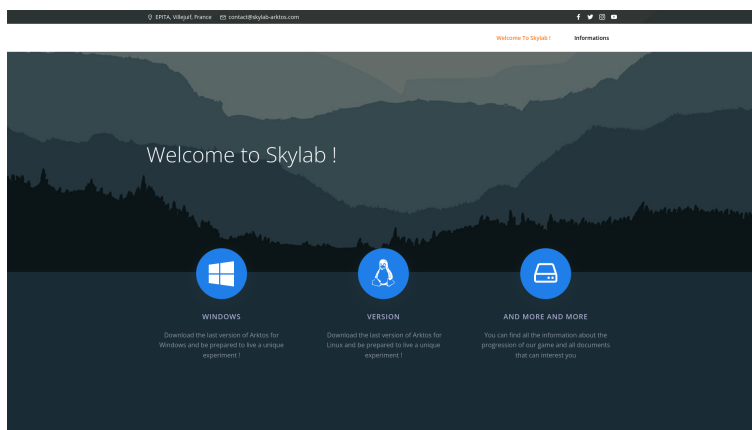 EPITA, Villejuif, France contact@skylab-arktos.com
Welcome To Skylab ! Informations
Welcome to Skylab !
WINDOWS
Download the last version of Arktos for
Windows and be prepared to live a unique
experiment !
VERSION
Download the last version of Arktos for
Linux and be prepared to live a unique
experiment !
AND MORE AND MORE
You can find all the information about the
progression of our game and all documents
that can interest you